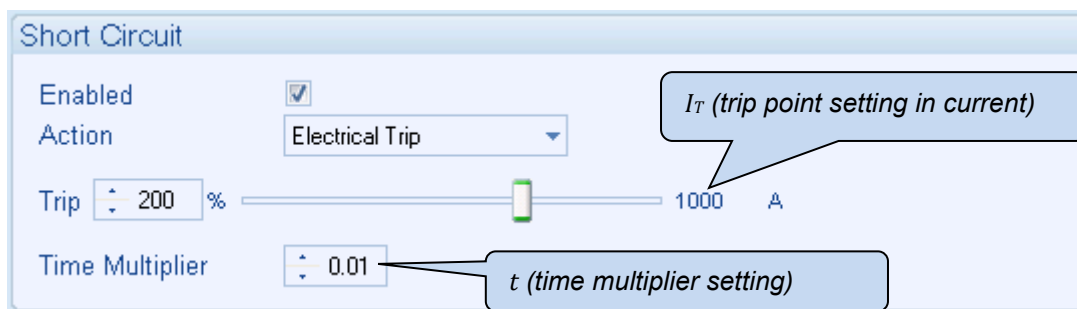 Short Circuit
Enabled
Action Electrical Trip
I_T (trip point setting in current)
Trip 200 % 1000 A
Time Multiplier 0.01
t (time multiplier setting)